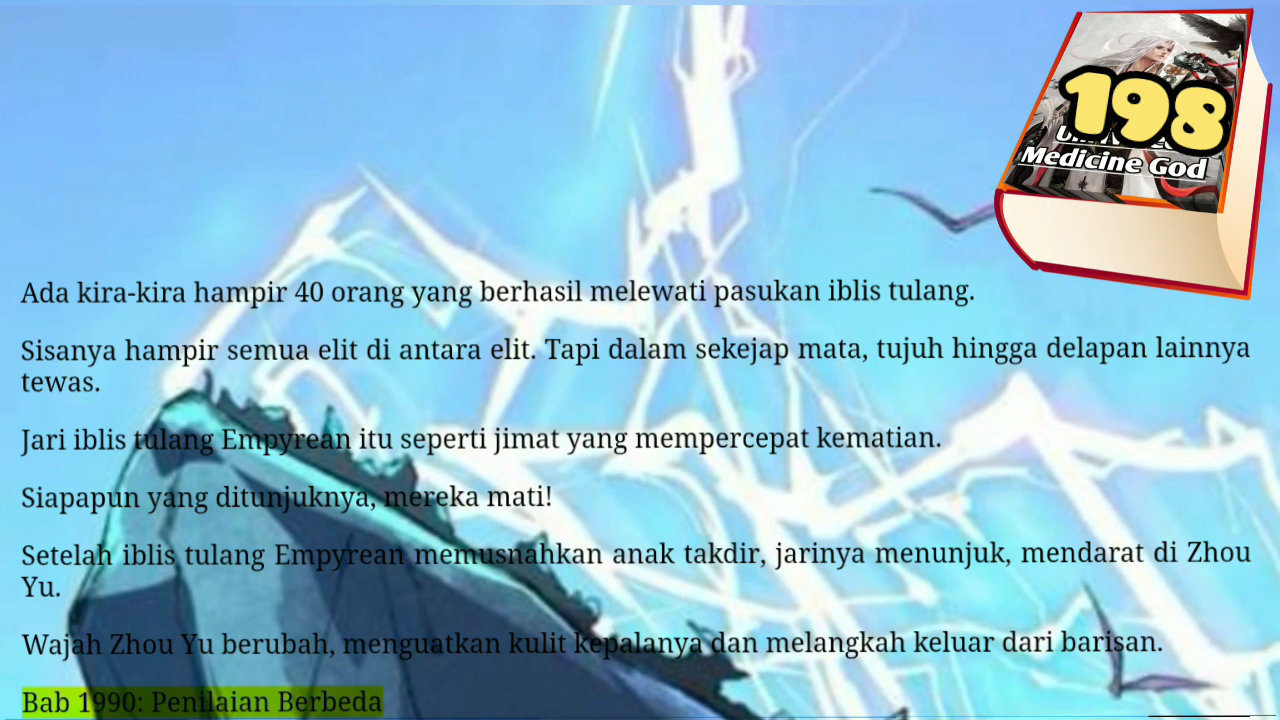 198
Medicine God
Ada kira-kira hampir 40 orang yang berhasil melewati pasukan iblis tulang.
Sisanya hampir semua elit di antara elit. Tapi dalam sekejap mata, tujuh hingga delapan lainnya
tewas.
Jari iblis tulang Empyrean itu seperti jimat yang mempercepat kematian.
Siapapun yang ditunjuknya, mereka mati!
Setelah iblis tulang Empyrean memusnahkan anak takdir, jarinya menunjuk, mendarat di Zhou
Yu.
Wajah Zhou Yu berubah, menguatkan kulit kepalanya dan melangkah keluar dari barisan.
Bab 1990: Penilaian Berbeda